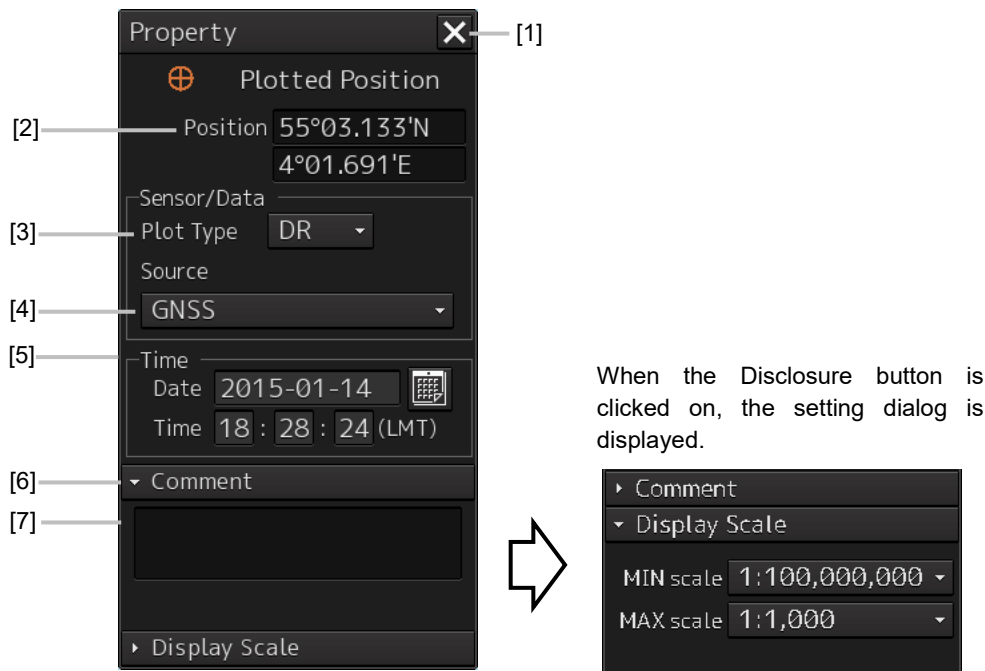 Property
[1]
Plotted Position
[2]
Position 55°03.133'N
4°01.691'E
Sensor/Data
[3]
Plot Type DR
Source
[4]
GNSS
[5]
Time
Date 2015-01-14
Time 18 : 28 : 24 (LMT)
[6]
Comment
[7]
Display Scale
When the Disclosure button is
clicked on, the setting dialog is
displayed.
Comment
Display Scale
MIN scale 1:100,000,000
MAX scale 1:1,000